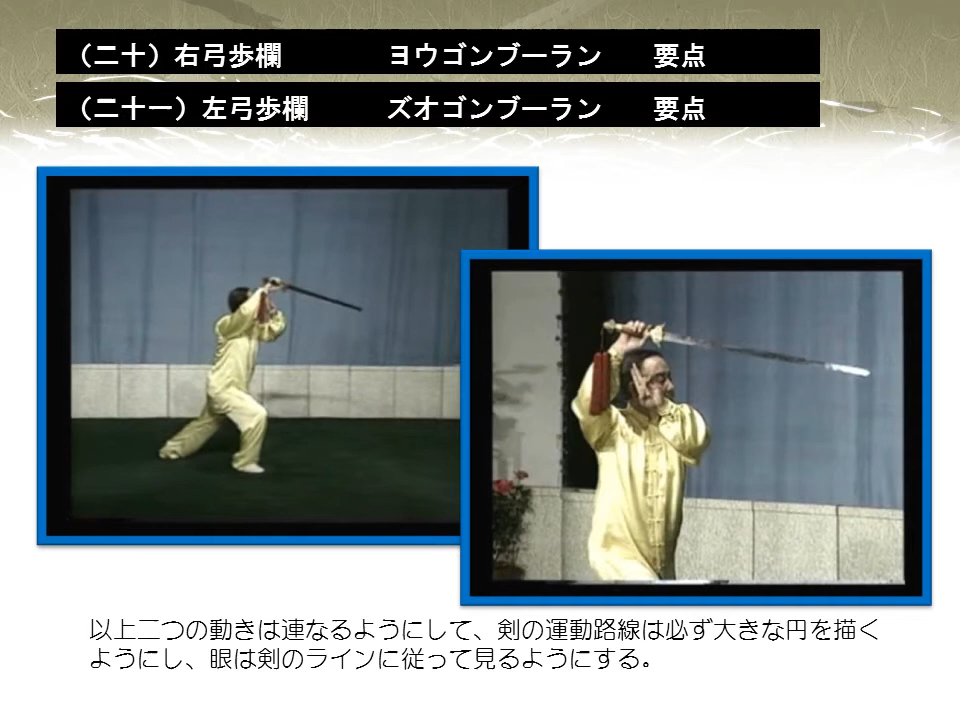 （二十）右弓歩欄　ヨウゴンブーラン　要点
（二十一）左弓歩欄　ズオゴンブーラン　要点
以上二つの動きは連なるようにして、剣の運動路線は必ず大きな円を描く
ようにし、眼は剣のラインに従って見るようにする。